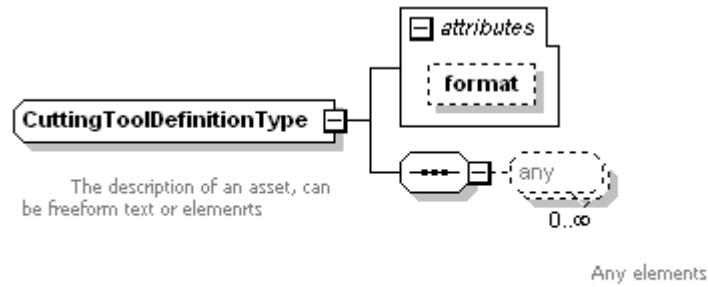 attributes
format
CuttingToolDefinitionType
any
0..∞
The description of an asset, can
be freeform text or elemenrts
Any elements